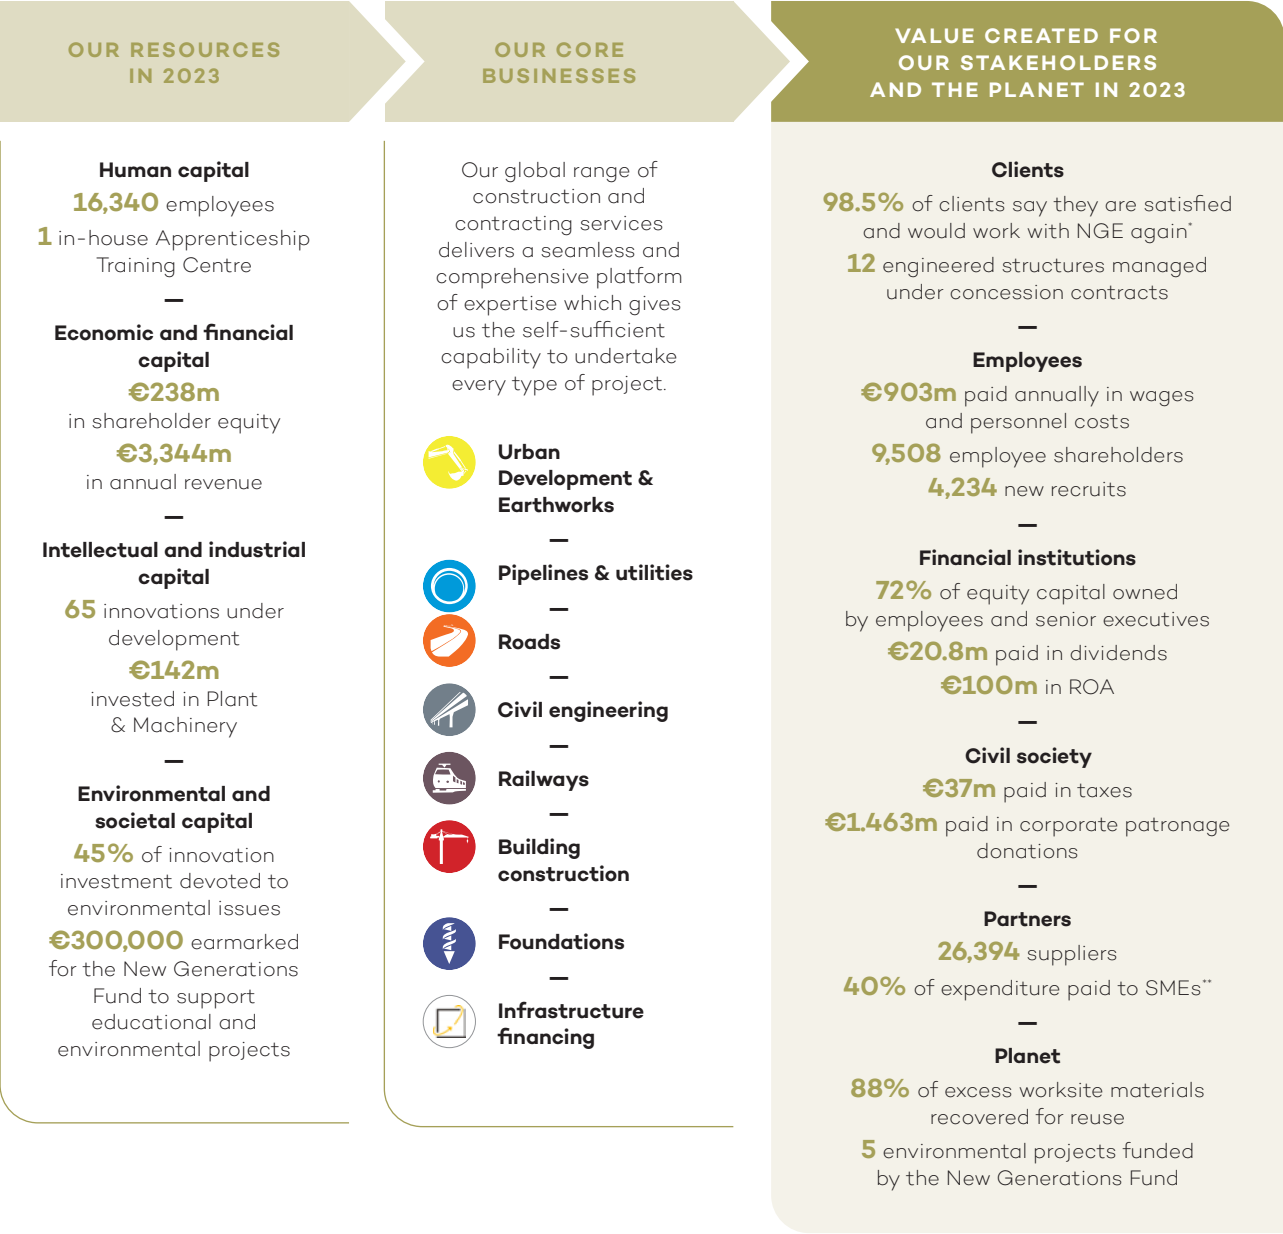 OUR RESOURCES
IN 2023
Human capital
16,340 employees
1 in-house Apprenticeship
Training Centre
—
Economic and financial
capital
€238m
in shareholder equity
€3,344m
in annual revenue
—
Intellectual and industrial
capital
65 innovations under
development
€142m
invested in Plant
& Machinery
—
Environmental and
societal capital
45% of innovation
investment devoted to
environmental issues
€300,000 earmarked
for the New Generations
Fund to support
educational and
environmental projects
OUR CORE
BUSINESSES
Our global range of
construction and
contracting services
delivers a seamless and
comprehensive platform
of expertise which gives
us the self-sufficient
capability to undertake
every type of project.
Urban
Development &
Earthworks
—
Pipelines & utilities
—
Roads
—
Civil engineering
—
Railways
—
Building
construction
—
Foundations
—
Infrastructure
financing
VALUE CREATED FOR
OUR STAKEHOLDERS
AND THE PLANET IN 2023
Clients
98.5% of clients say they are satisfied
and would work with NGE again*
12 engineered structures managed
under concession contracts
—
Employees
€903m paid annually in wages
and personnel costs
9,508 employee shareholders
4,234 new recruits
—
Financial institutions
72% of equity capital owned
by employees and senior executives
€20.8m paid in dividends
€100m in ROA
—
Civil society
€37m paid in taxes
€1.463m paid in corporate patronage
donations
—
Partners
26,394 suppliers
40% of expenditure paid to SMEs**
—
Planet
88% of excess worksite materials
recovered for reuse
5 environmental projects funded
by the New Generations Fund